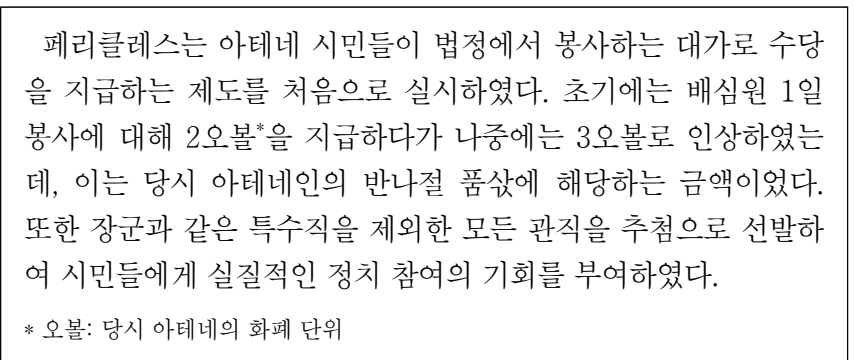 페리클레스는 아테네 시민들이 법정에서 봉사하는 대가로 수당
을 지급하는 제도를 처음으로 실시하였다. 초기에는 배심원 1일
봉사에 대해 2오볼*을 지급하다가 나중에는 3오볼로 인상하였는
데, 이는 당시 아테네인의 반나절 품삯에 해당하는 금액이었다.
또한 장군과 같은 특수직을 제외한 모든 관직을 추첨으로 선발하
여 시민들에게 실질적인 정치 참여의 기회를 부여하였다.
* 오볼: 당시 아테네의 화폐 단위